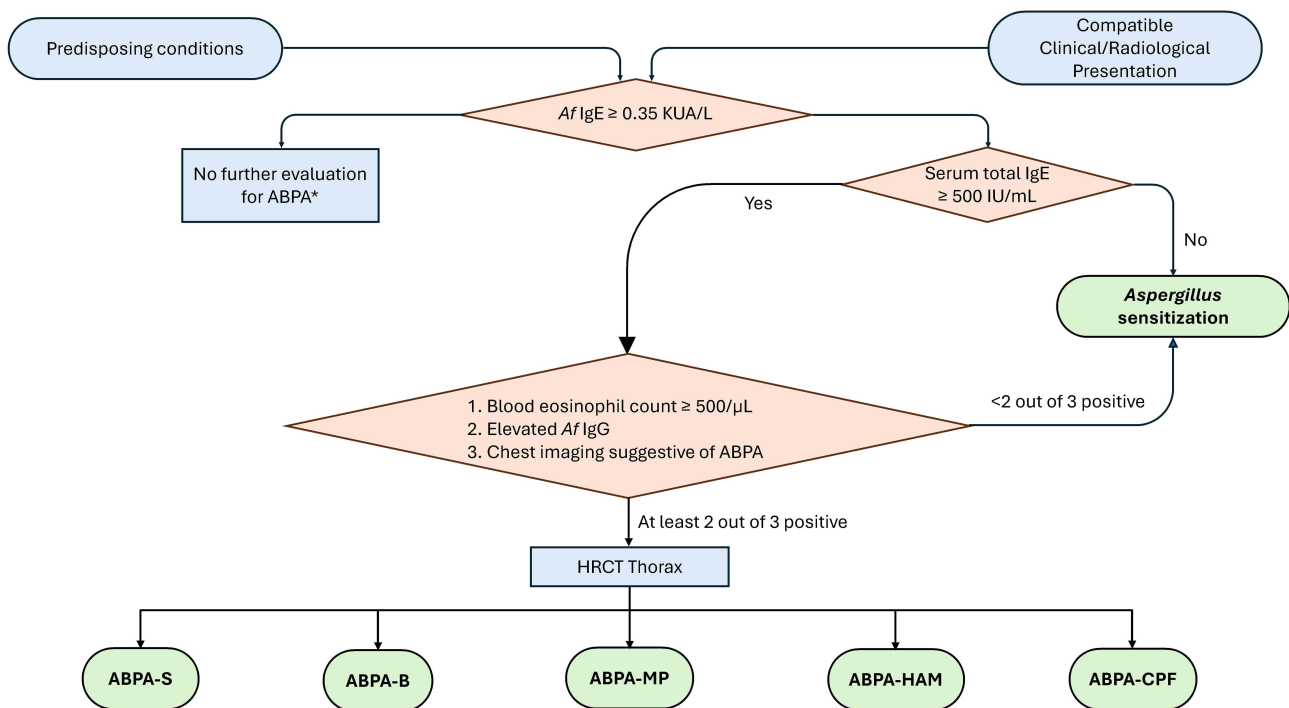 Predisposing conditions
Compatible
Clinical/Radiological
Presentation
Af IgE ≥ 0.35 KUA/L
No further evaluation
for ABPA*
Serum total IgE
≥ 500 IU/mL
Yes
No
Aspergillus
sensitization
1. Blood eosinophil count ≥ 500/µL
2. Elevated Af IgG
3. Chest imaging suggestive of ABPA
<2 out of 3 positive
At least 2 out of 3 positive
HRCT Thorax
ABPA-S
ABPA-B
ABPA-MP
ABPA-HAM
ABPA-CPF